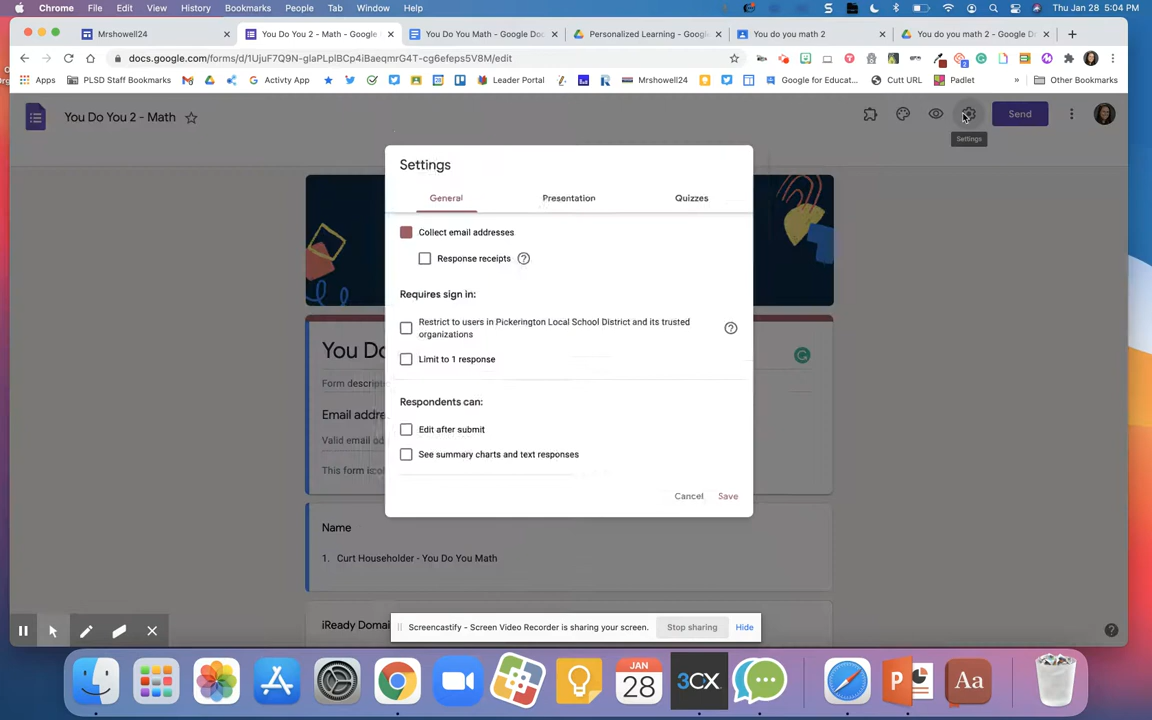 Chrome File Edit View History Bookmarks People Tab Window Help Thu Jan 28 5:04 PM
Mrshowell24 × You Do You 2 - Math - Google × You Do You Math - Google Doc × Personalized Learning - Google × You do you math 2 × You do you math 2 - Google D × +
docs.google.com/forms/d/1UjuF7Q9N-glaPLplBCp4iBaeqmrG4T-cg6efeps5V8M/edit
Apps PLSD Staff Bookmarks Activty App Leader Portal Mrshowell24 Google for Educat... Cutt URL Padlet » Other Bookmarks
You Do You 2 - Math
Send
Settings
Settings
General Presentation Quizzes
Collect email addresses
Response receipts
Requires sign in:
Restrict to users in Pickerington Local School District and its trusted
organizations
Limit to 1 response
You Do
Form descrip
Respondents can:
Email addre
Edit after submit
Valid email ad
See summary charts and text responses
This form is col
Cancel Save
Name
1. Curt Householder - You Do You Math
iReady Domai
Screencastify - Screen Video Recorder is sharing your screen. Stop sharing Hide
JAN
28
3CX
Aa